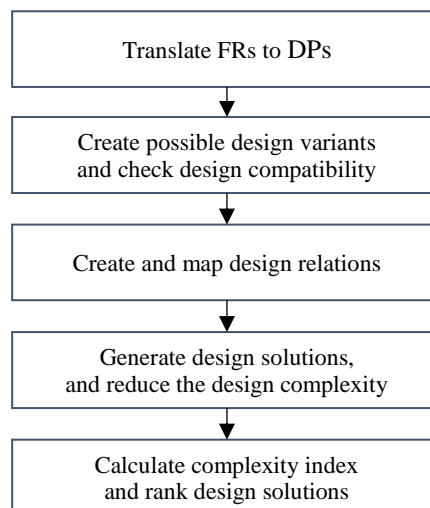 Translate FRs to DPs
Create possible design variants
and check design compatibility
Create and map design relations
Generate design solutions,
and reduce the design complexity
Calculate complexity index
and rank design solutions